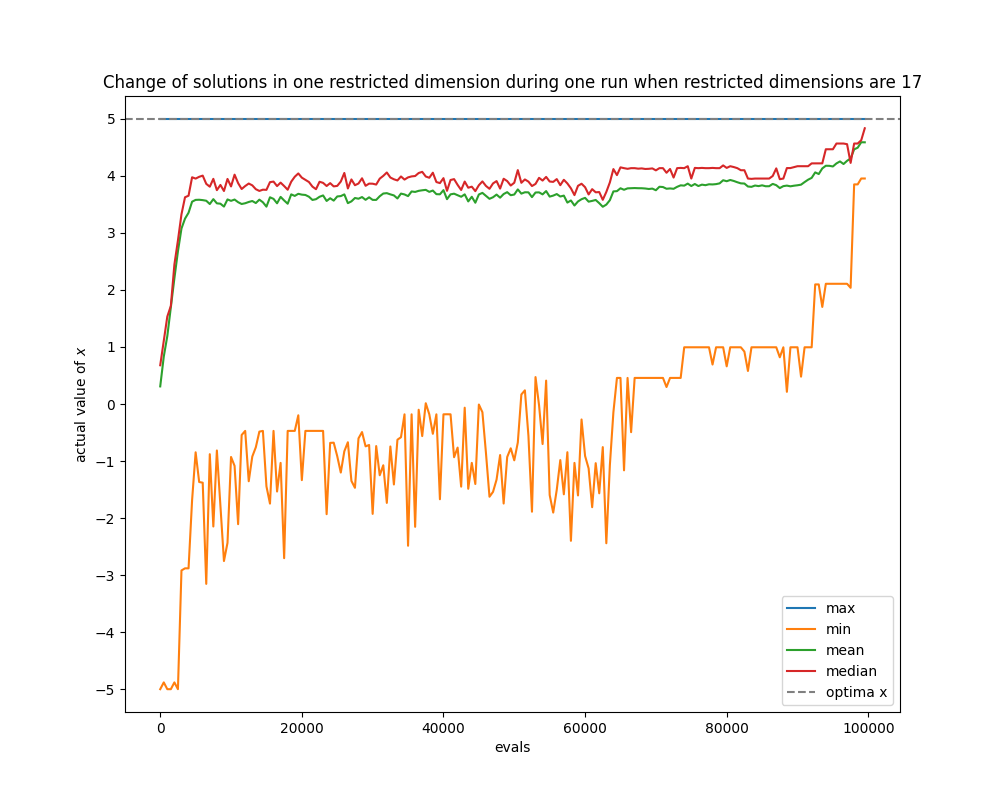 Change of solutions in one restricted dimension during one run when restricted dimensions are 17
5
4
3
2
1
0
−1
−2
−3
−4
−5
actual value of x
0 20000 40000 60000 80000 100000
evals
max
min
mean
median
optima x